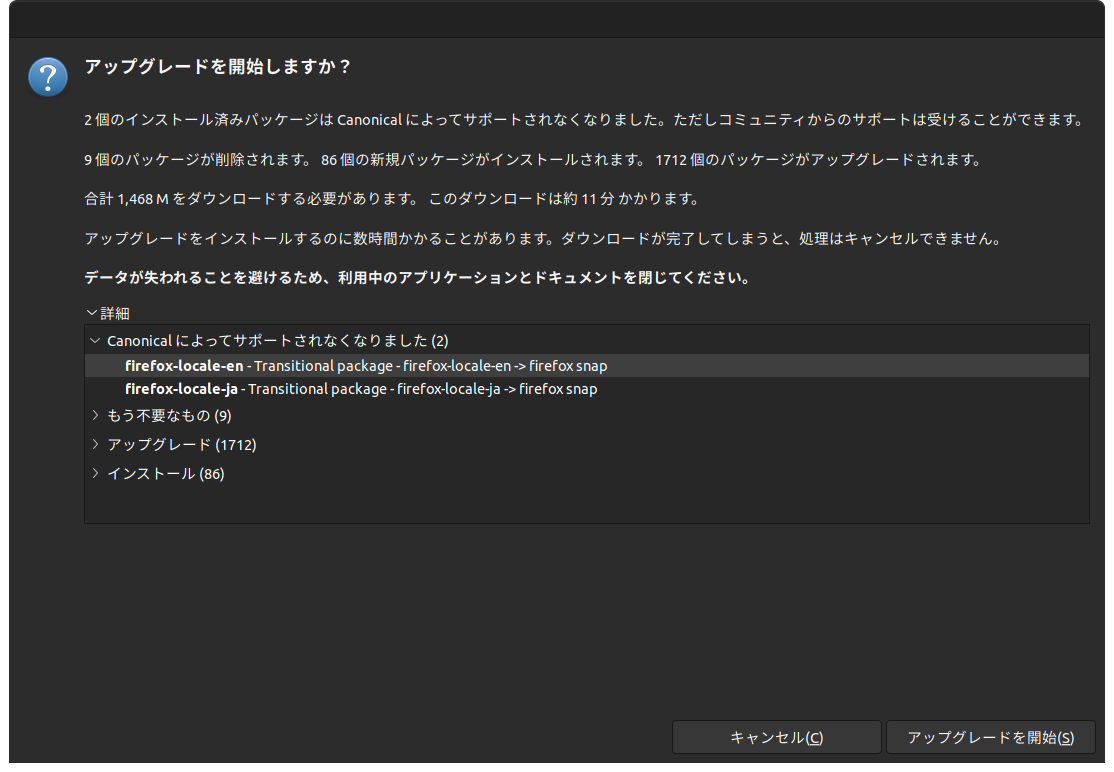 アップグレードを開始しますか？
2 個のインストール済みパッケージは Canonical によってサポートされなくなりました。ただしコミュニティからのサポートは受けることができます。
9 個のパッケージが削除されます。 86 個の新規パッケージがインストールされます。 1712 個のパッケージがアップグレードされます。
合計 1,468 M をダウンロードする必要があります。 このダウンロードは約 11 分 かかります。
アップグレードをインストールするのに数時間かかることがあります。ダウンロードが完了してしまうと、処理はキャンセルできません。
データが失われることを避けるため、利用中のアプリケーションとドキュメントを閉じてください。
詳細
Canonical によってサポートされなくなりました (2)
firefox-locale-en - Transitional package - firefox-locale-en -> firefox snap
firefox-locale-ja - Transitional package - firefox-locale-ja -> firefox snap
もう不要なもの (9)
アップグレード (1712)
インストール (86)
キャンセル(C) アップグレードを開始(S)